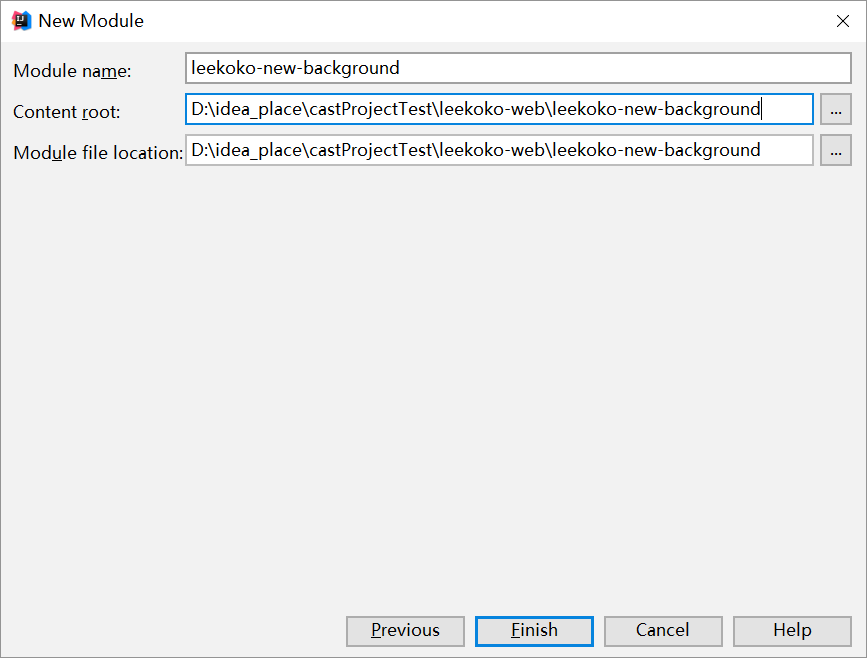 New Module
Module name: leekoko-new-background
Content root: D:\idea_place\castProjectTest\leekoko-web\leekoko-new-background ...
Module file location: D:\idea_place\castProjectTest\leekoko-web\leekoko-new-background ...
Previous Finish Cancel Help